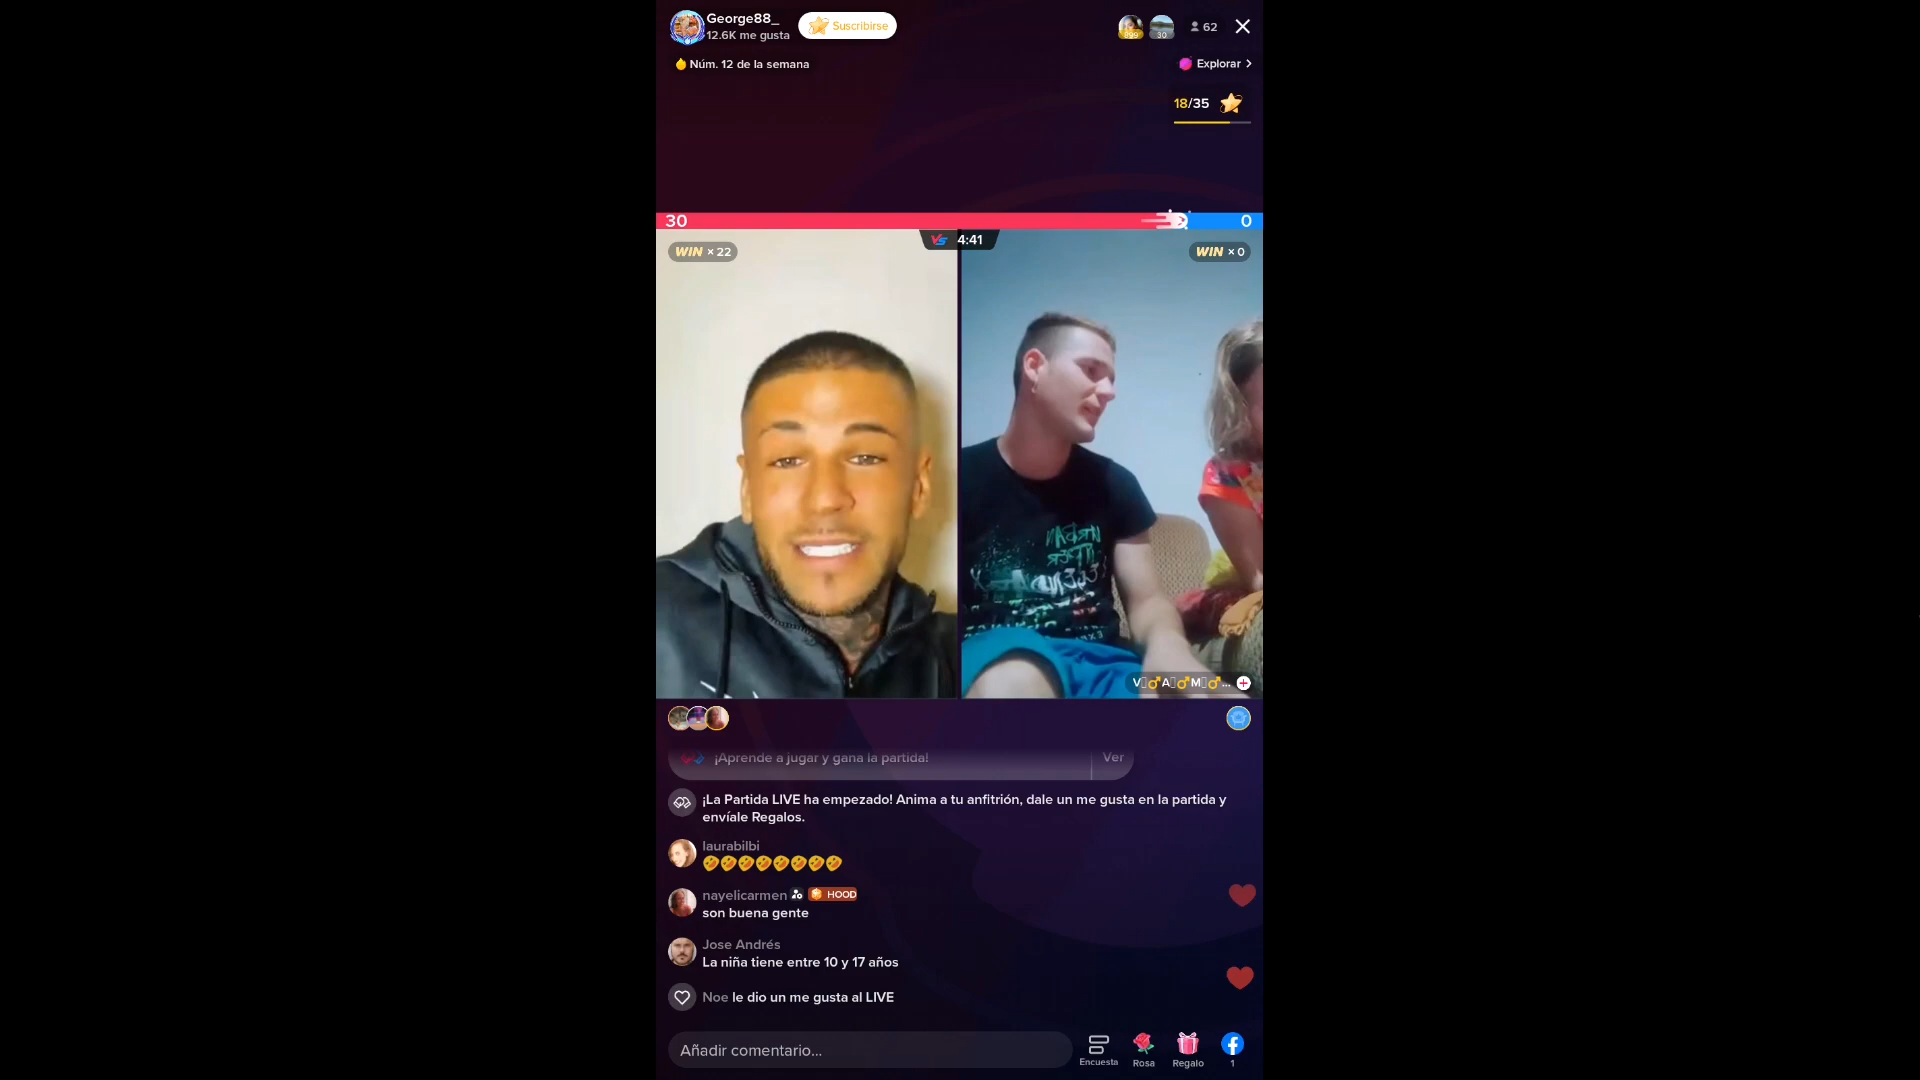 George88_
12.6K me gusta
Suscribirse
899
30
62
Núm. 12 de la semana
Explorar
18/35
30
0
VS 4:41
WIN × 22
WIN × 0
¡Aprende a jugar y gana la partida!
Ver
¡La Partida LIVE ha empezado! Anima a tu anfitrión, dale un me gusta en la partida y
envíale Regalos.
laurabilbi
🤣🤣🤣🤣🤣🤣🤣🤣
nayelicarmen HOOD
son buena gente
Jose Andrés
La niña tiene entre 10 y 17 años
Noe le dio un me gusta al LIVE
Añadir comentario...
Encuesta
Rosa
Regalo
1